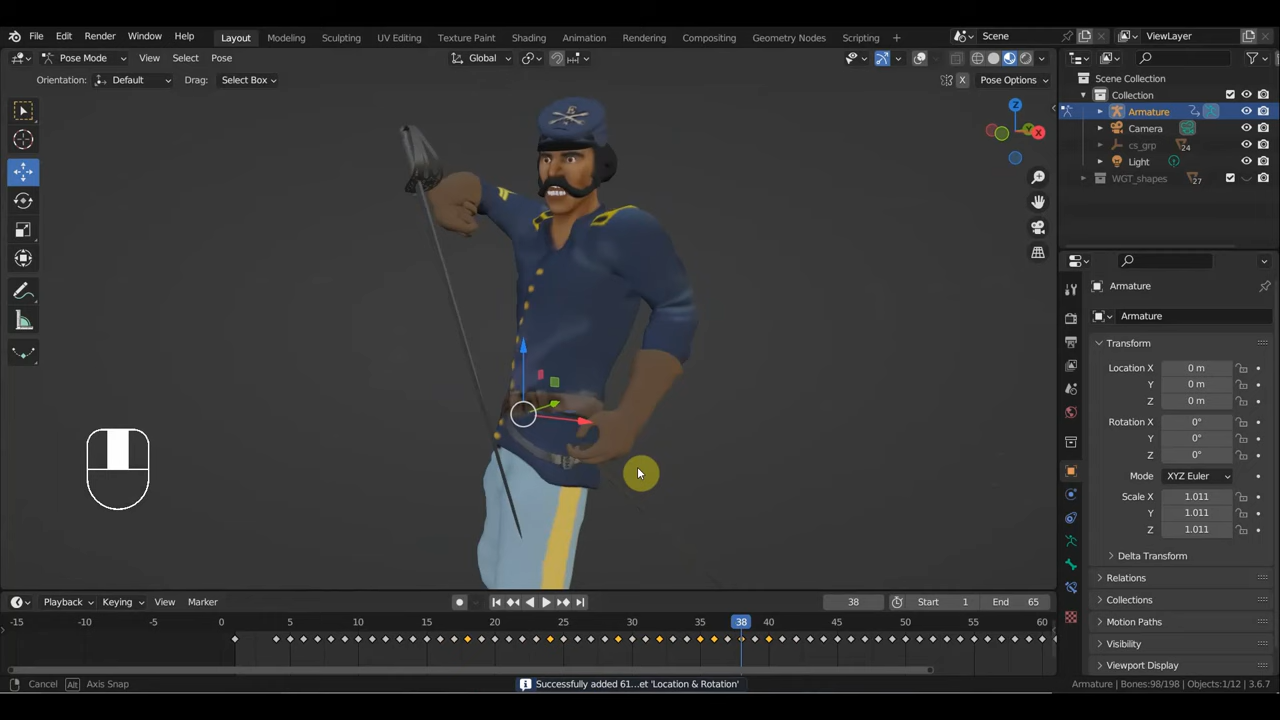 File Edit Render Window Help Layout Modeling Sculpting UV Editing Texture Paint Shading Animation Rendering Compositing Geometry Nodes Scripting + Scene ViewLayer
Pose Mode View Select Pose Global
Orientation: Default Drag: Select Box X Pose Options
Z
Y
X
Scene Collection
Collection
Armature
Camera
cs_grp 24
Light
WGT_shapes 27
Armature
Armature
Transform
Location X 0 m
Y 0 m
Z 0 m
Rotation X 0°
Y 0°
Z 0°
Mode XYZ Euler
Scale X 1.011
Y 1.011
Z 1.011
Delta Transform
Relations
Collections
Motion Paths
Visibility
Viewport Display
Playback Keying View Marker 38 Start 1 End 65
-15 -10 -5 0 5 10 15 20 25 30 35 38 40 45 50 55 60
Cancel Alt Axis Snap Successfully added 61...et 'Location & Rotation' Armature | Bones:98/198 | Objects:1/12 | 3.6.7